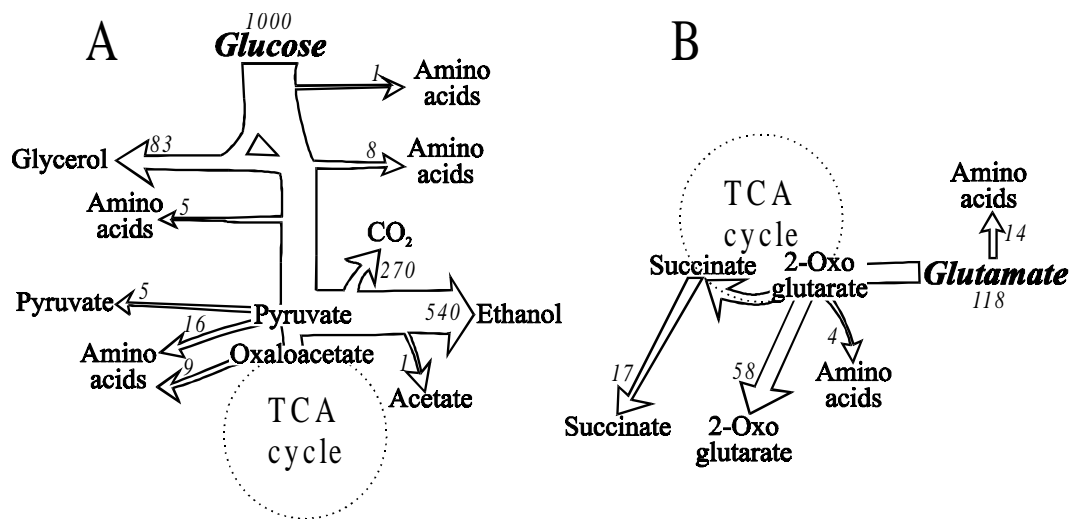 A
1000
Glucose
1
Amino
acids
83
Glycerol
8
Amino
acids
Amino
acids
5
CO₂
270
Pyruvate
5
Pyruvate
540
Ethanol
16
Amino
acids
9
Oxaloacetate
1
Acetate
TCA
cycle
B
TCA
cycle
Amino
acids
14
Succinate
2-Oxo
glutarate
Glutamate
118
17
Succinate
58
2-Oxo
glutarate
4
Amino
acids